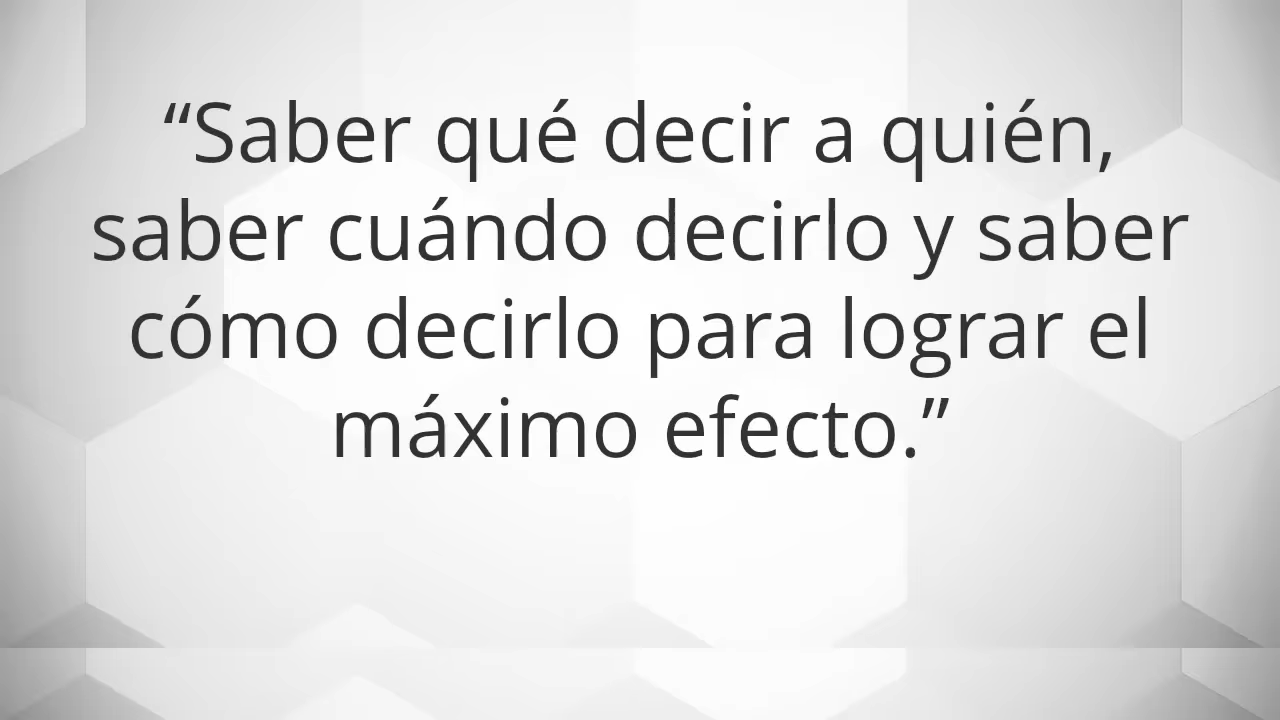 “Saber qué decir a quién,
saber cuándo decirlo y saber
cómo decirlo para lograr el
máximo efecto.”